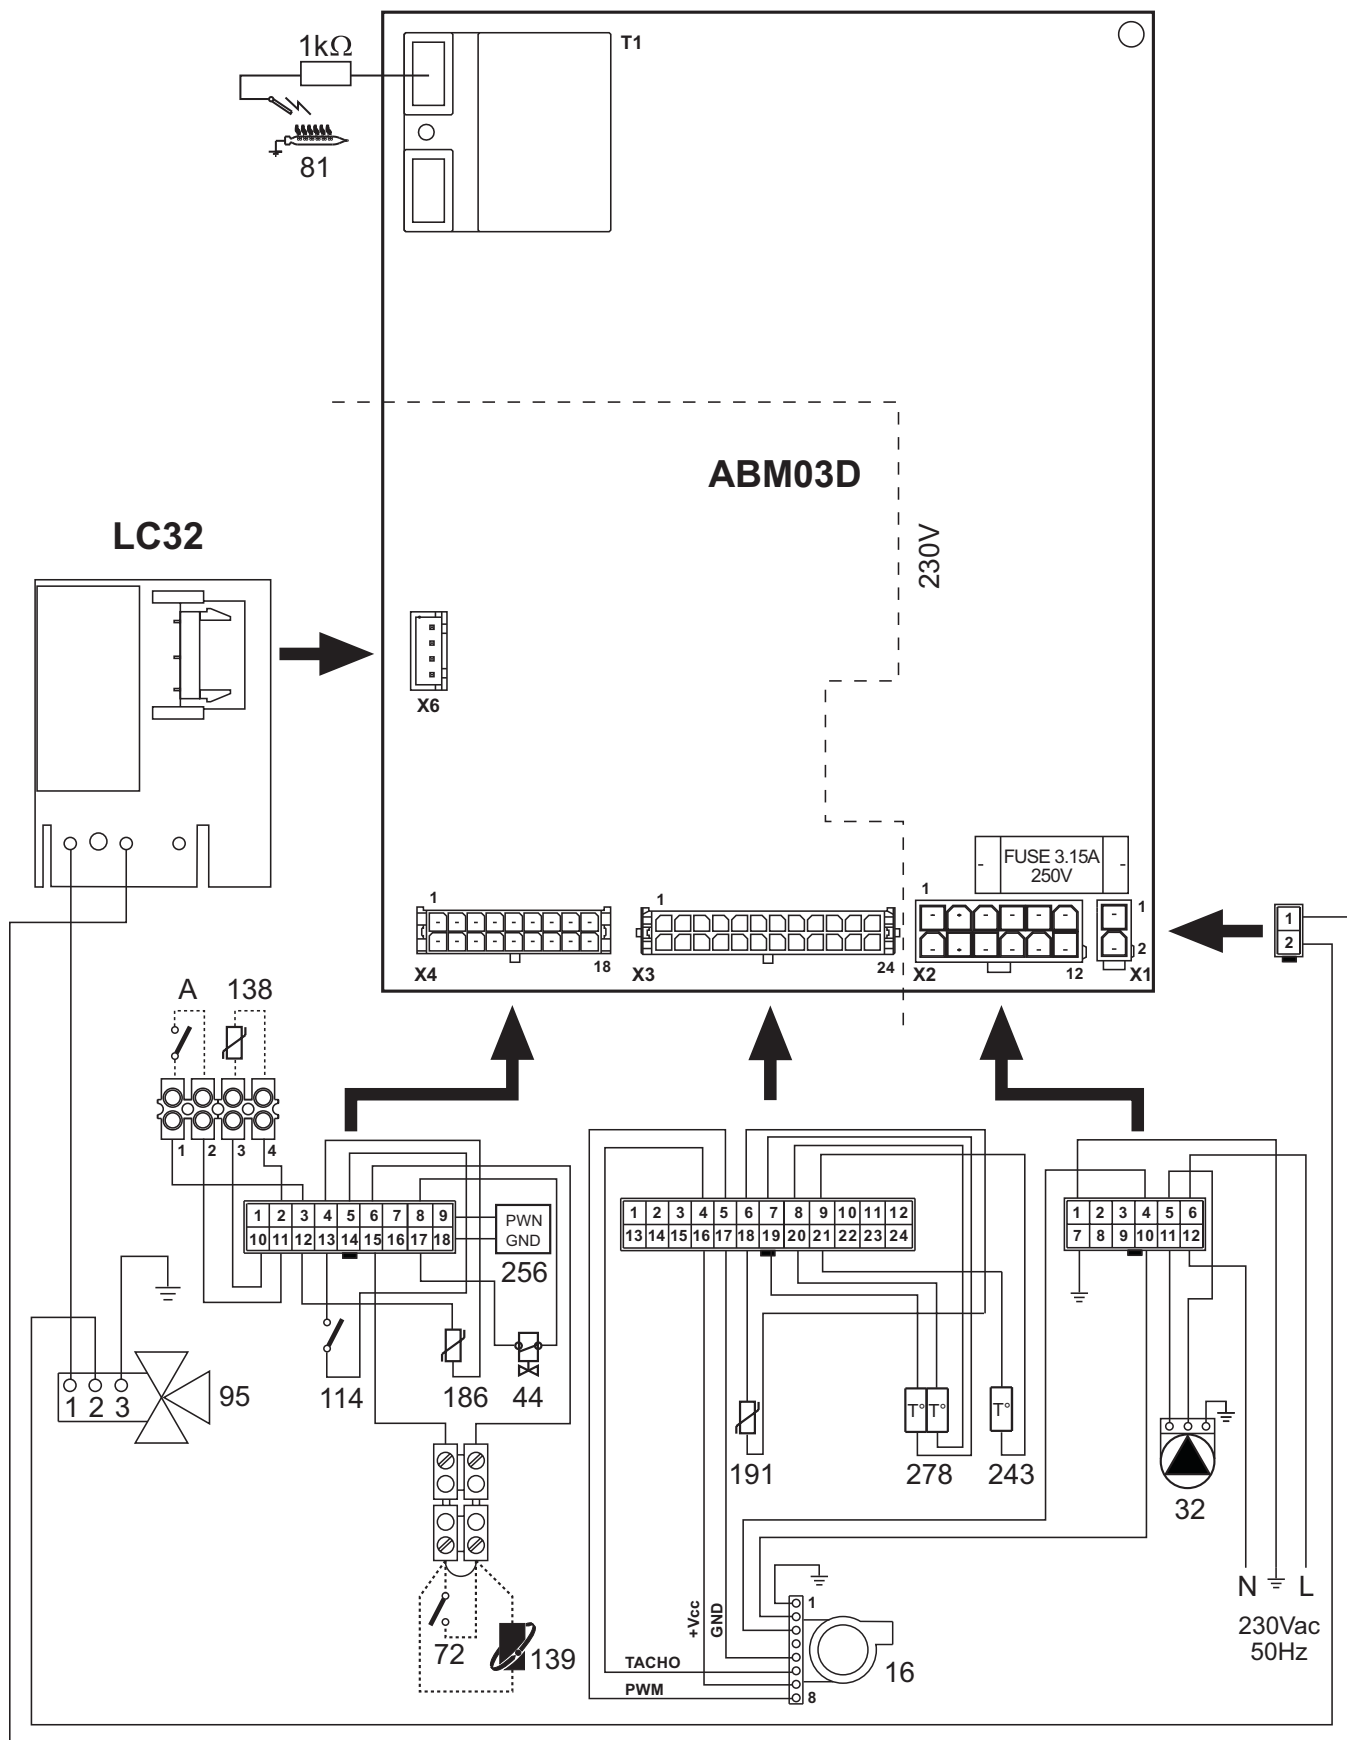 1kΩ
T1
81
ABM03D
230V
LC32
X6
FUSE 3.15A
250V
1
18
X4
1
24
X3
1
12
X2
1
2
X1
1
2
A 138
1 2 3 4
1 2 3 4 5 6 7 8 9
10 11 12 13 14 15 16 17 18
PWN
GND
256
1 2 3 4 5 6 7 8 9 10 11 12
13 14 15 16 17 18 19 20 21 22 23 24
1 2 3 4 5 6
7 8 9 10 11 12
1 2 3
95
114
186
44
T°
T°
T°
191
278
243
32
N L
230Vac
50Hz
72
139
+Vcc
GND
TACHO
PWM
1
8
16